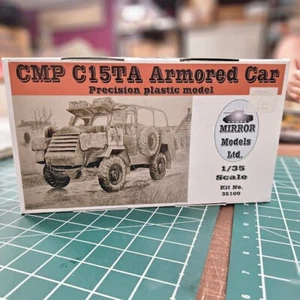 CMP C15TA Armored Car
Precision plastic model
MIRROR
Models
Ltd.
1/35
Scale
Kit No.
35100